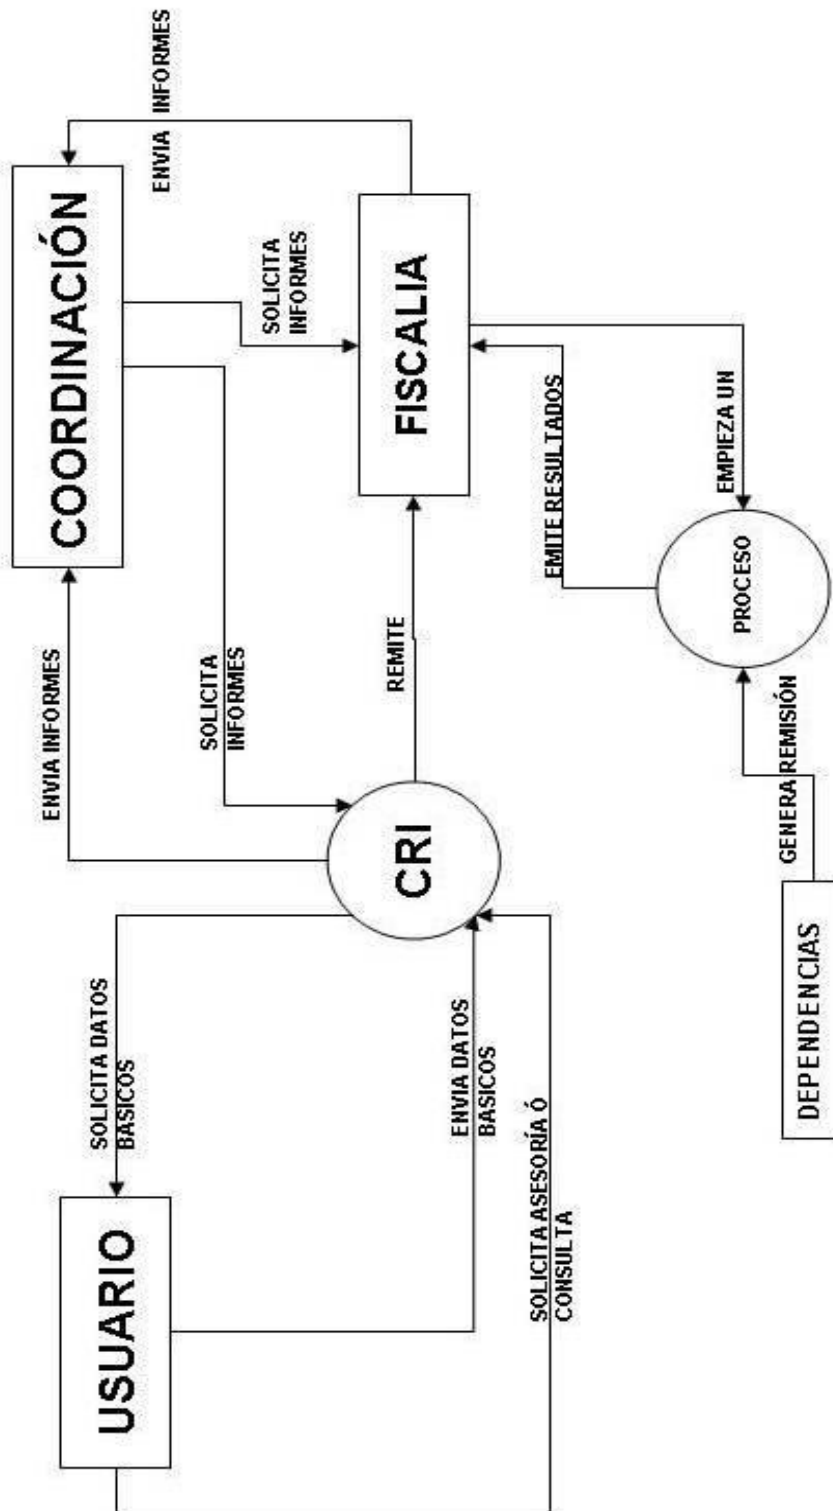 USUARIO
SOLICITA DATOS
BASICOS
ENVIA DATOS
BASICOS
SOLICITA ASESORÍA Ó
CONSULTA
CRI
ENVIA INFORMES
SOLICITA
INFORMES
REMITE
COORDINACIÓN
SOLICITA
INFORMES
ENVIA INFORMES
FISCALIA
EMITE RESULTADOS
EMPIEZA UN
PROCESO
GENERA REMISIÓN
DEPENDENCIAS